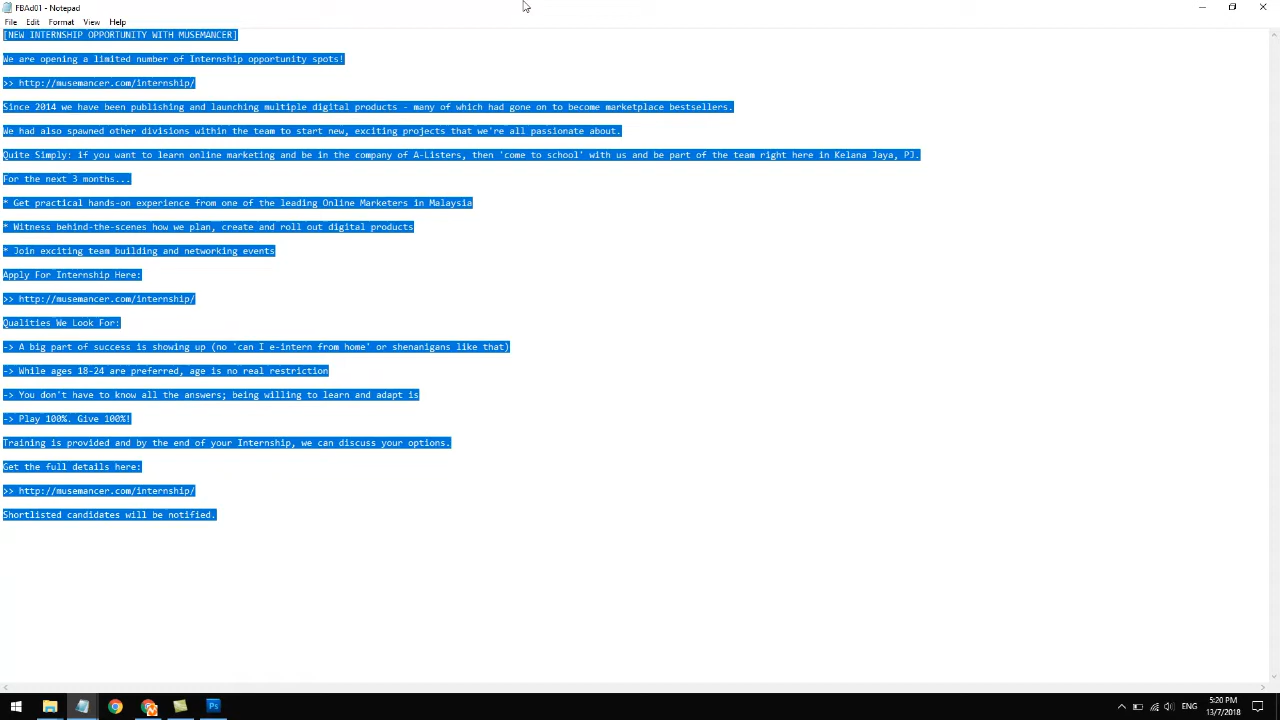 FBAd01 - Notepad
File Edit Format View Help
[NEW INTERNSHIP OPPORTUNITY WITH MUSEMANCER]
We are opening a limited number of Internship opportunity spots!
>> http://musemancer.com/internship/
Since 2014 we have been publishing and launching multiple digital products - many of which had gone on to become marketplace bestsellers.
We had also spawned other divisions within the team to start new, exciting projects that we're all passionate about.
Quite Simply: if you want to learn online marketing and be in the company of A-Listers, then 'come to school' with us and be part of the team right here in Kelana Jaya, PJ.
For the next 3 months...
* Get practical hands-on experience from one of the leading Online Marketers in Malaysia
* Witness behind-the-scenes how we plan, create and roll out digital products
* Join exciting team building and networking events
Apply For Internship Here:
>> http://musemancer.com/internship/
Qualities We Look For:
-> A big part of success is showing up (no 'can I e-intern from home' or shenanigans like that)
-> While ages 18-24 are preferred, age is no real restriction
-> You don't have to know all the answers; being willing to learn and adapt is
-> Play 100%. Give 100%!
Training is provided and by the end of your Internship, we can discuss your options.
Get the full details here:
>> http://musemancer.com/internship/
Shortlisted candidates will be notified.
Ps
ENG
5:20 PM
13/7/2018